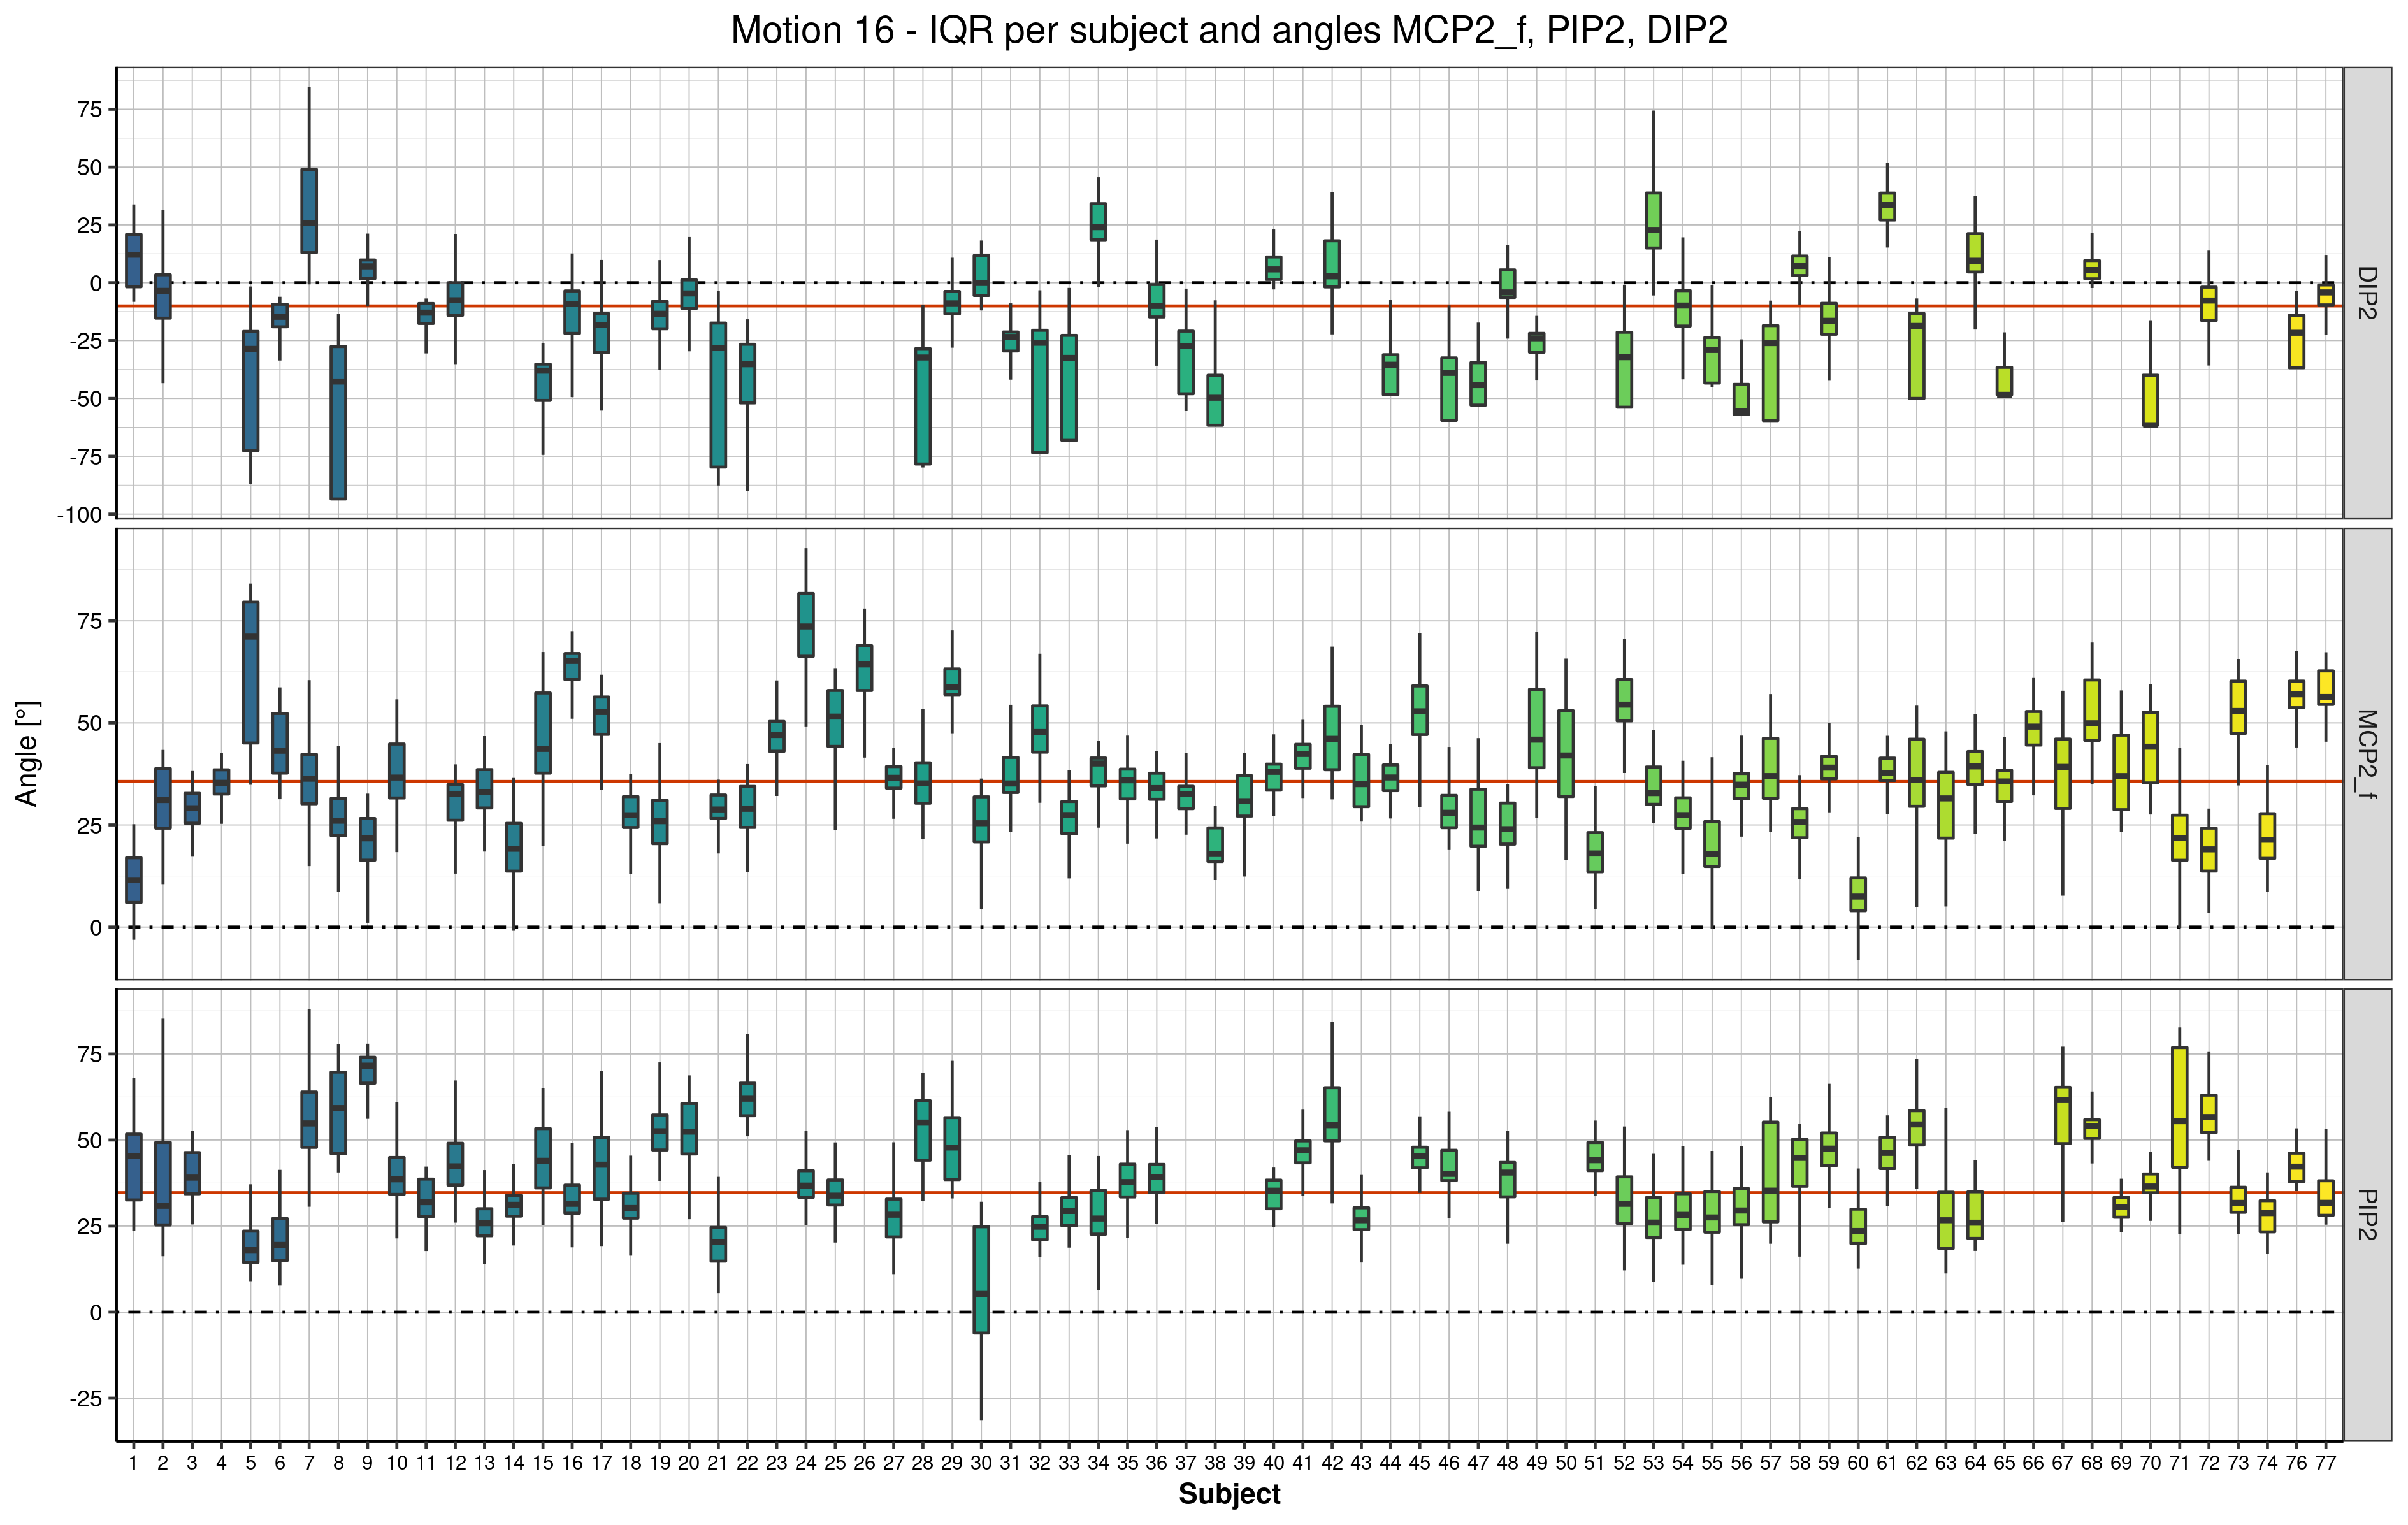 Motion 16 - IQR per subject and angles MCP2_f, PIP2, DIP2
75
50
25
0
-25
-50
-75
-100
DIP2
75
50
25
0
MCP2_f
Angle [°]
75
50
25
0
-25
PIP2
1 2 3 4 5 6 7 8 9 10 11 12 13 14 15 16 17 18 19 20 21 22 23 24 25 26 27 28 29 30 31 32 33 34 35 36 37 38 39 40 41 42 43 44 45 46 47 48 49 50 51 52 53 54 55 56 57 58 59 60 61 62 63 64 65 66 67 68 69 70 71 72 73 74 76 77
Subject